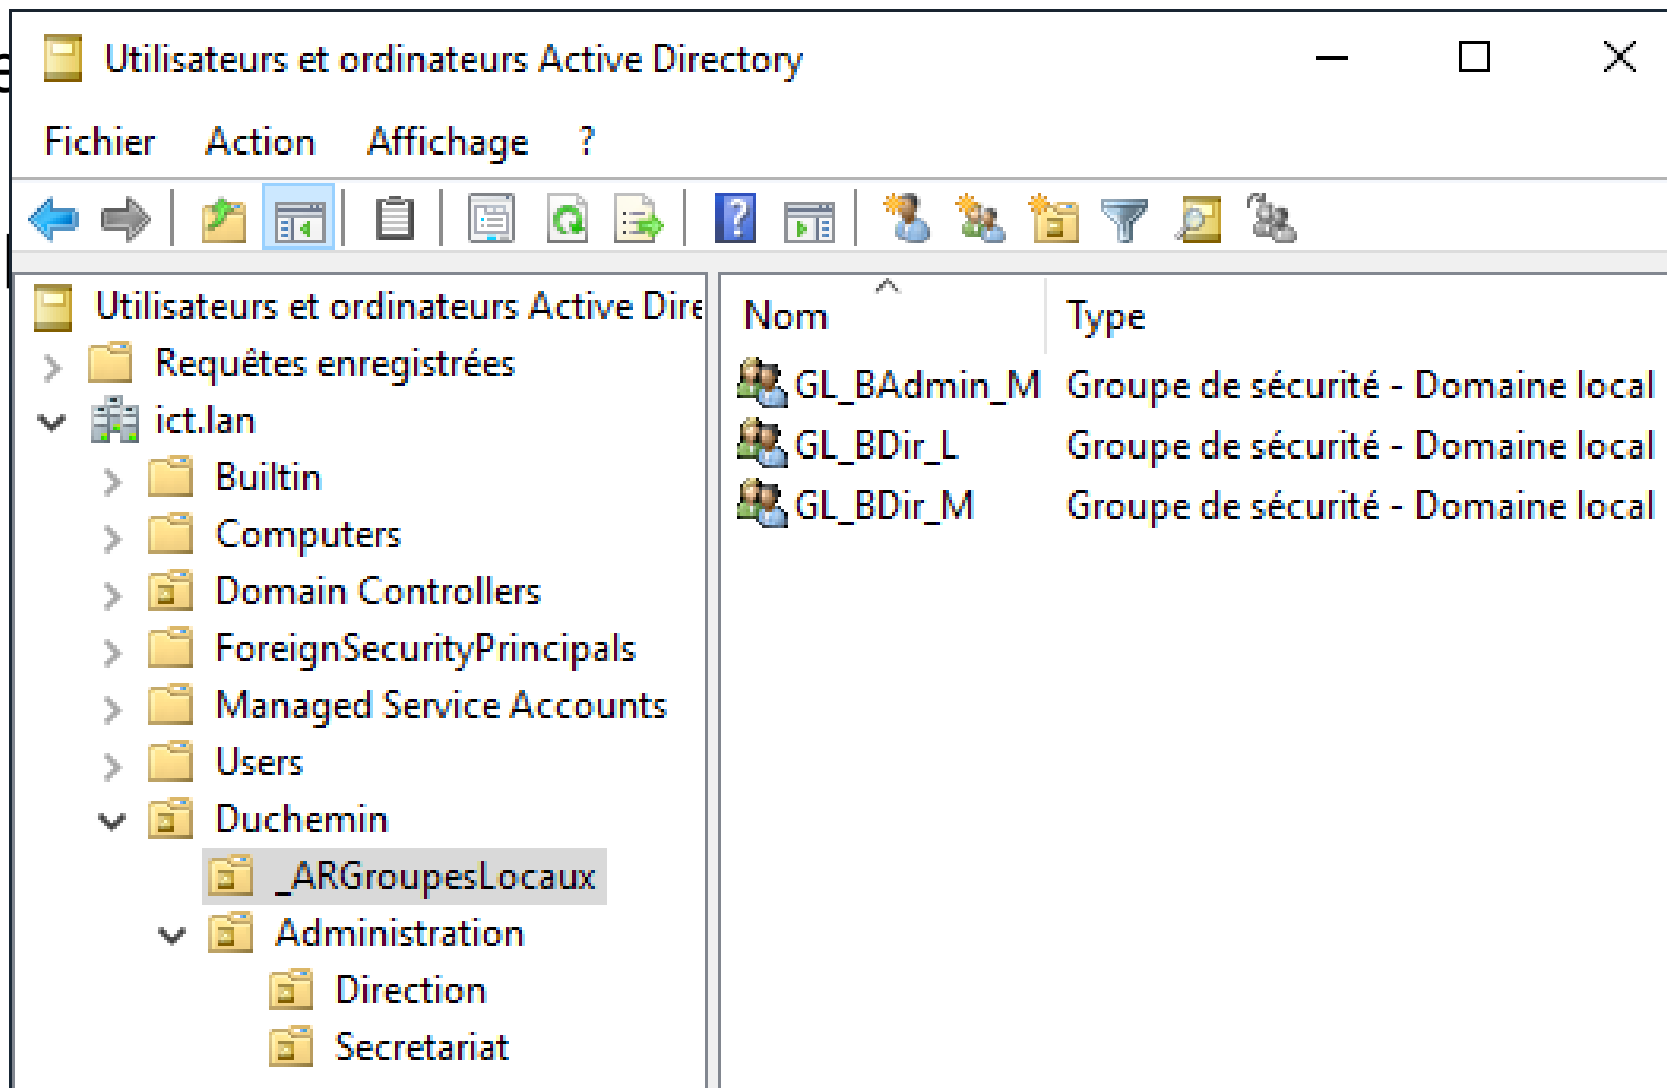 Utilisateurs et ordinateurs Active Directory
Fichier Action Affichage ?
Utilisateurs et ordinateurs Active Dire
Requêtes enregistrées
ict.lan
Builtin
Computers
Domain Controllers
ForeignSecurityPrincipals
Managed Service Accounts
Users
Duchemin
_ARGroupesLocaux
Administration
Direction
Secretariat
Nom Type
GL_BAdmin_M Groupe de sécurité - Domaine local
GL_BDir_L Groupe de sécurité - Domaine local
GL_BDir_M Groupe de sécurité - Domaine local